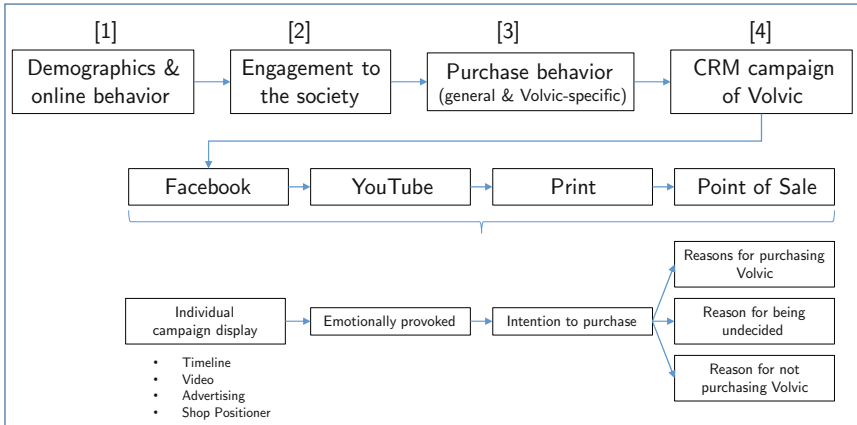 [1]
[2]
[3]
[4]
Demographics &
online behavior
Engagement to
the society
Purchase behavior
(general & Volvic-specific)
CRM campaign
of Volvic
Facebook
YouTube
Print
Point of Sale
Individual
campaign display
Emotionally provoked
Intention to purchase
Reasons for purchasing
Volvic
Reason for being
undecided
Reason for not
purchasing Volvic
• Timeline
• Video
• Advertising
• Shop Positioner